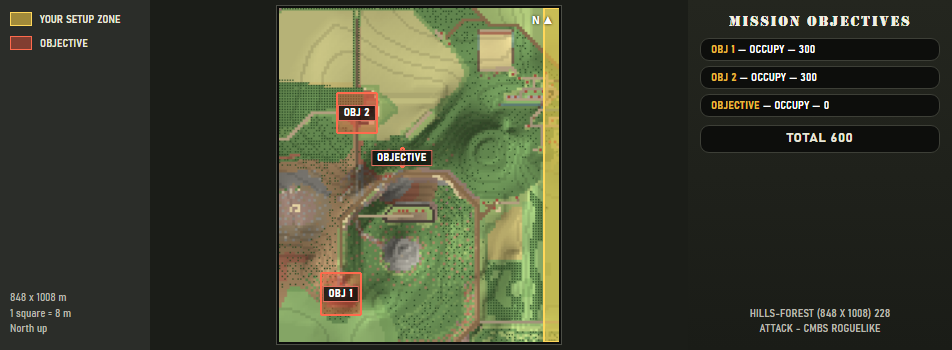 YOUR SETUP ZONE
OBJECTIVE
848 x 1008 m
1 square = 8 m
North up
N ▲
OBJ 2
OBJECTIVE
OBJ 1
MISSION OBJECTIVES
OBJ 1 — OCCUPY — 300
OBJ 2 — OCCUPY — 300
OBJECTIVE — OCCUPY — 0
TOTAL 600
HILLS-FOREST (848 X 1008) 228
ATTACK - CMBS ROGUELIKE